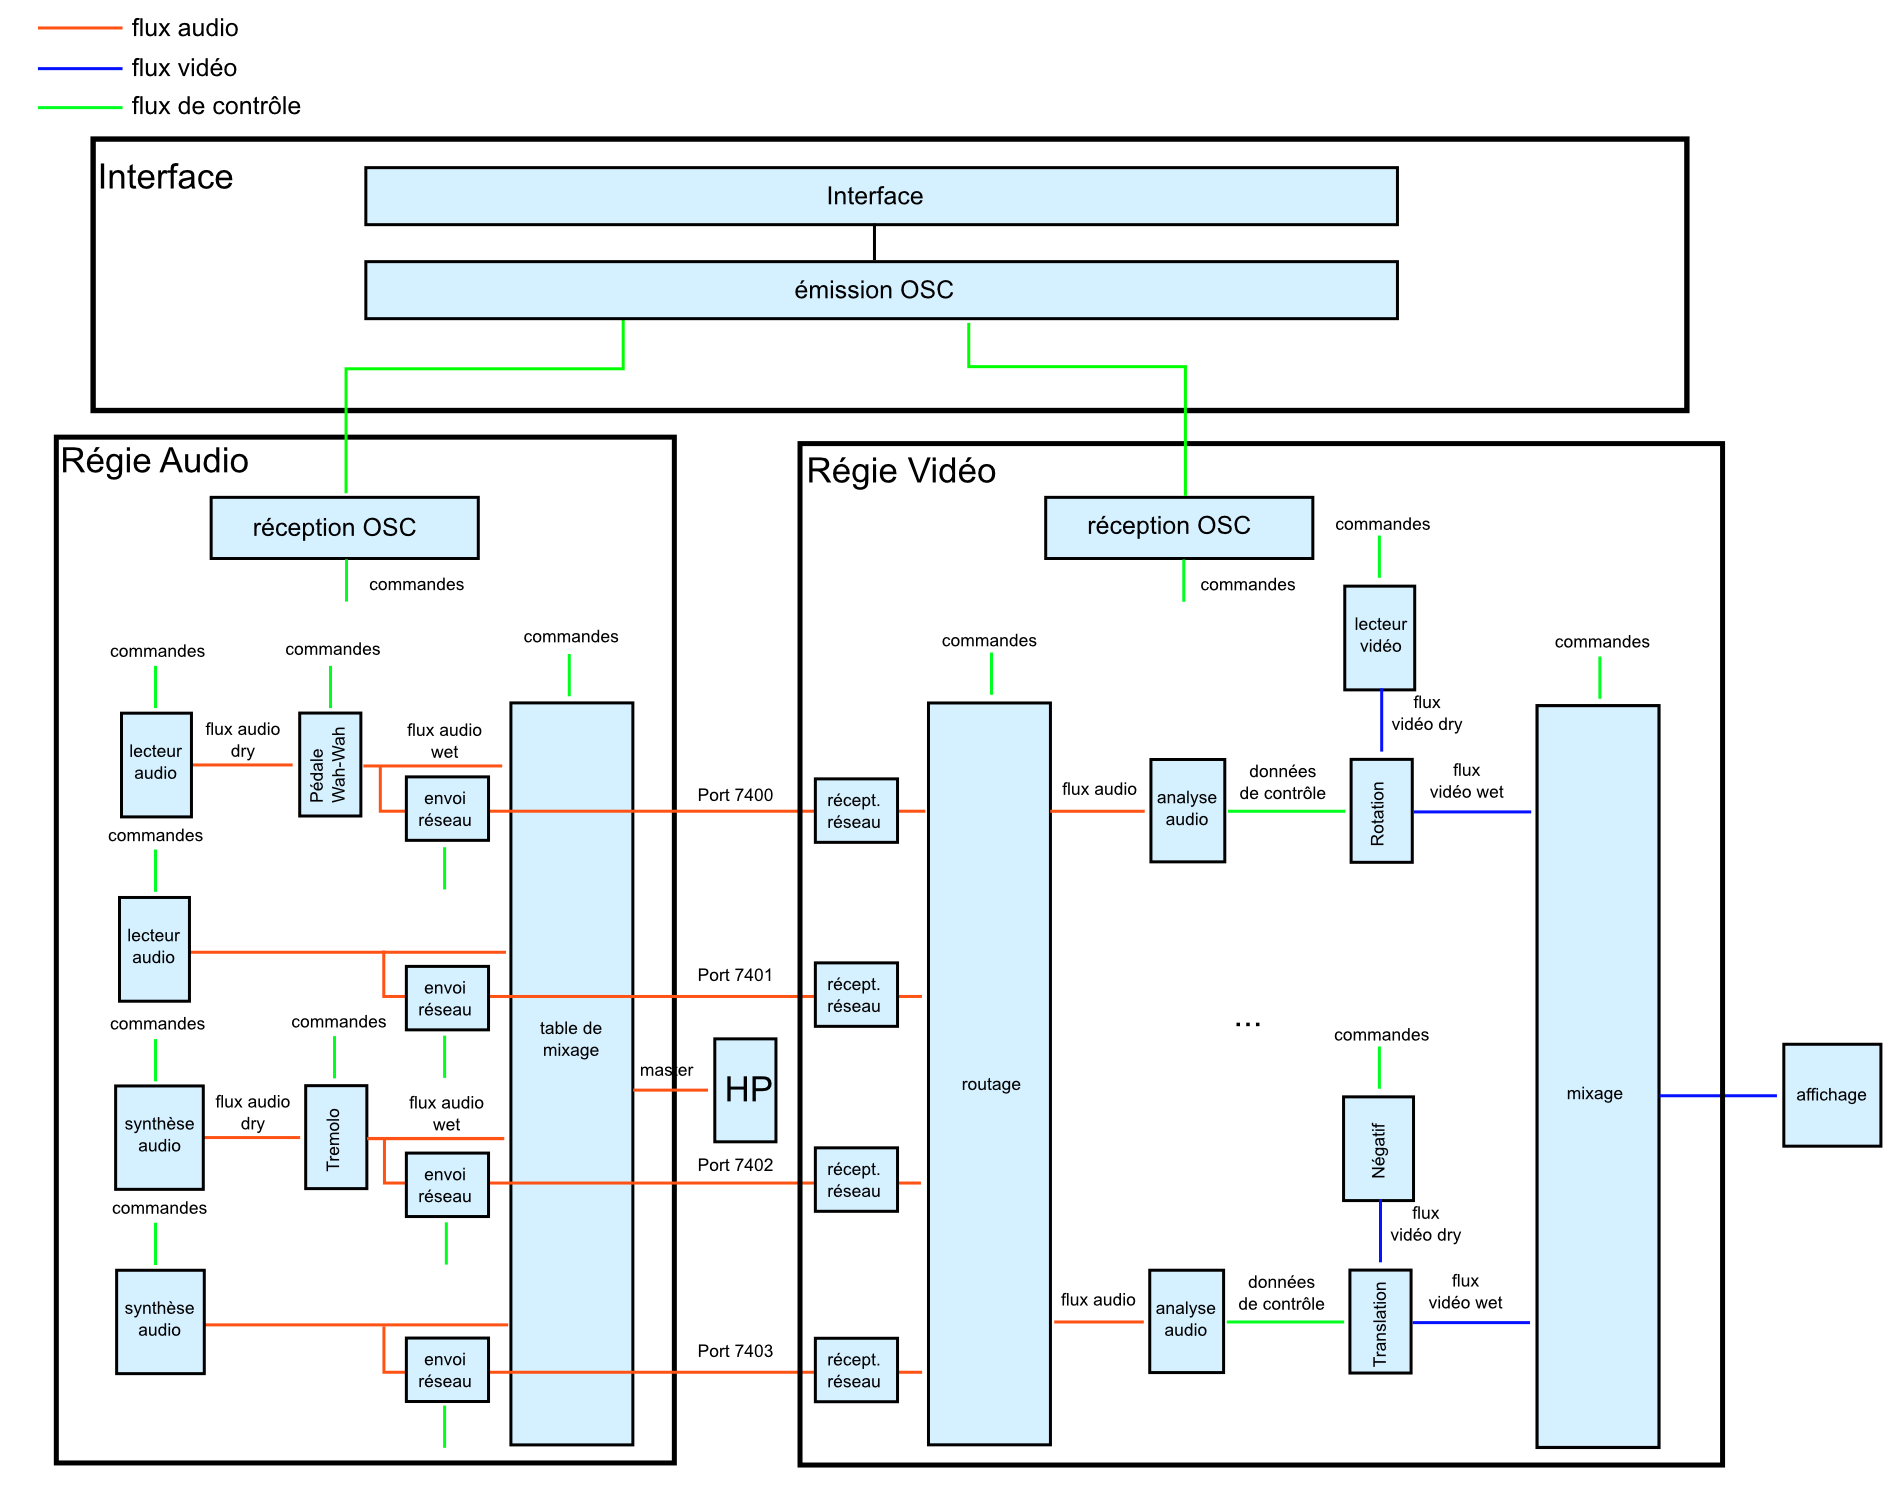 flux audio
flux vidéo
flux de contrôle
Interface
Interface
émission OSC
Régie Audio
réception OSC
commandes
commandes
commandes
commandes
lecteur
audio
flux audio
dry
Pédale
Wah-Wah
flux audio
wet
envoi
réseau
commandes
lecteur
audio
envoi
réseau
commandes
commandes
synthèse
audio
flux audio
dry
Tremolo
flux audio
wet
envoi
réseau
commandes
synthèse
audio
envoi
réseau
table de
mixage
master
HP
Port 7400
Port 7401
Port 7402
Port 7403
Régie Vidéo
réception OSC
commandes
commandes
lecteur
vidéo
flux
vidéo dry
commandes
commandes
récept.
réseau
récept.
réseau
récept.
réseau
récept.
réseau
routage
flux audio
analyse
audio
données
de contrôle
Rotation
flux
vidéo wet
...
commandes
Négatif
flux
vidéo dry
flux audio
analyse
audio
données
de contrôle
Translation
flux
vidéo wet
mixage
affichage